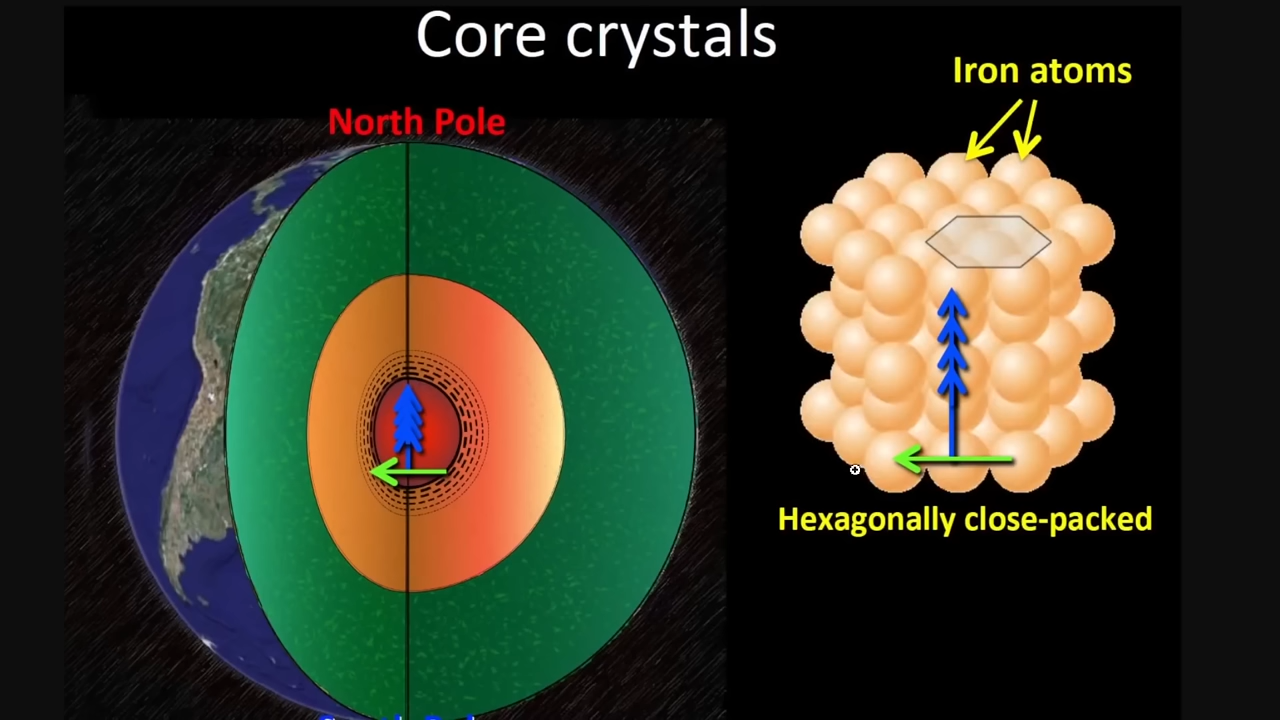 Core crystals
Iron atoms
North Pole
Hexagonally close-packed